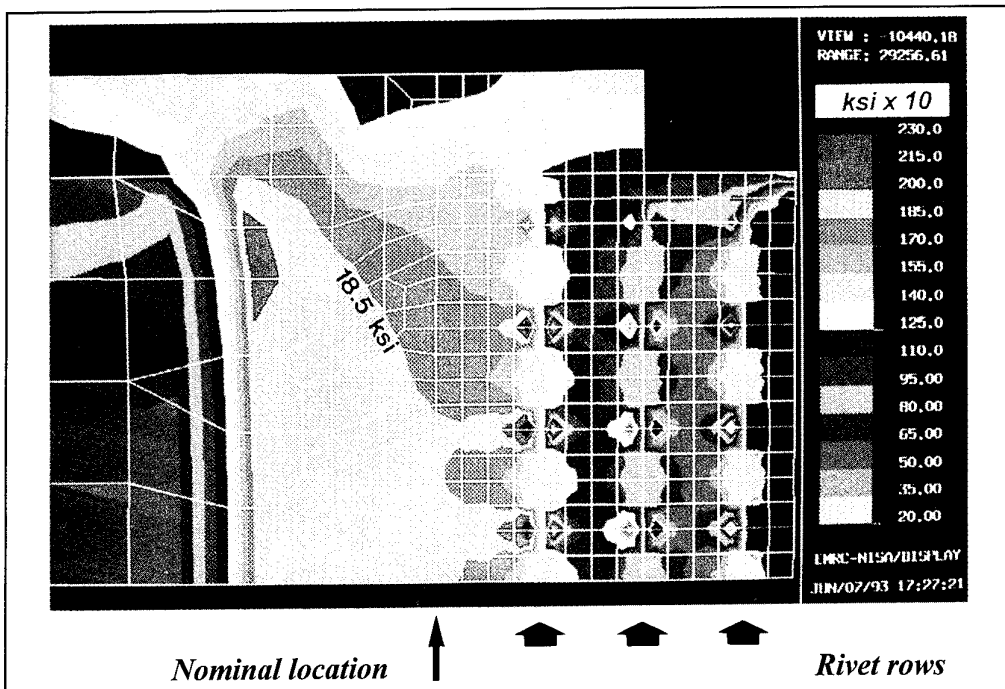 VIEW : -10440.18
RANGE: 29256.61
ksi x 10
230.0
215.0
200.0
185.0
170.0
155.0
140.0
125.0
110.0
95.00
80.00
65.00
50.00
35.00
20.00
EMRC-NISA/DISPLAY
JUN/07/93 17:27:21
18.5 ksi
Nominal location
Rivet rows